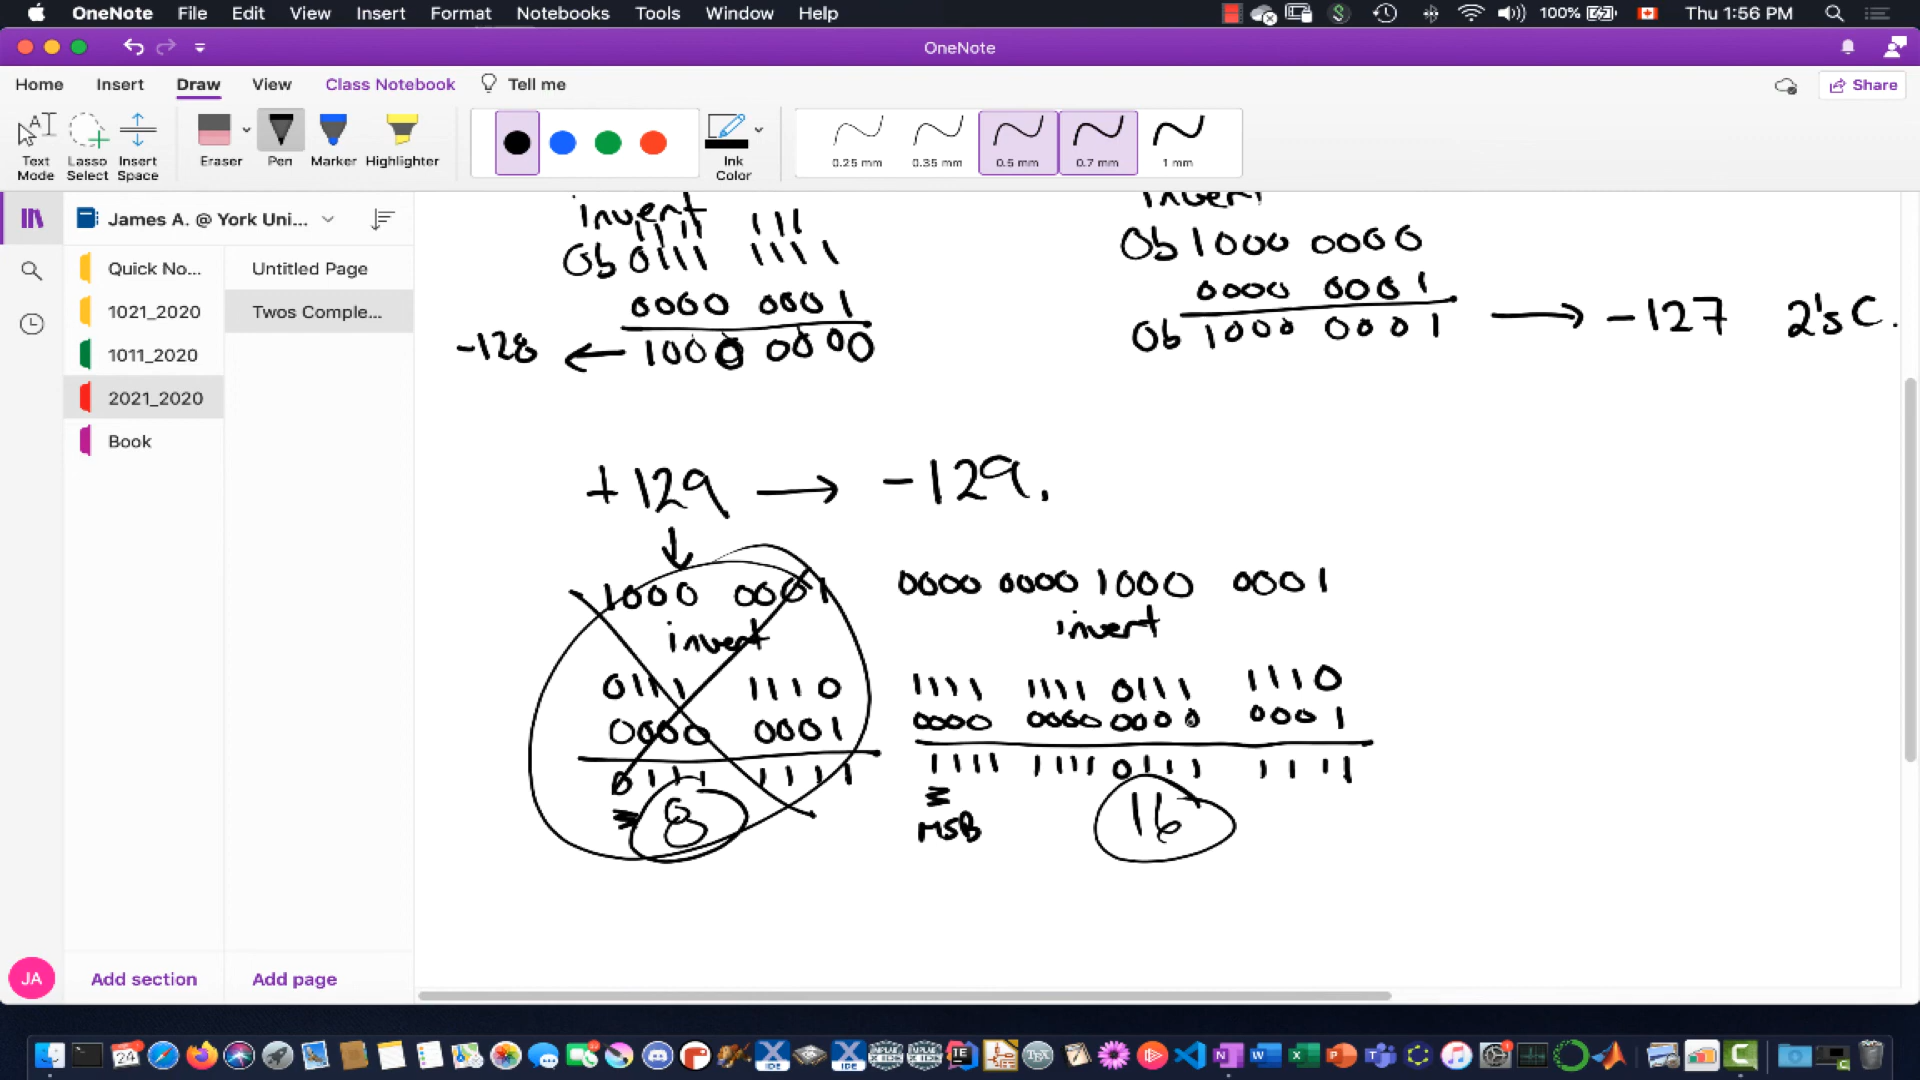 OneNote File Edit View Insert Format Notebooks Tools Window Help 100% Thu 1:56 PM
OneNote
Home Insert Draw View Class Notebook Tell me Share
Text Mode Lasso Select Insert Space Eraser Pen Marker Highlighter Ink Color 0.25 mm 0.35 mm 0.5 mm 0.7 mm 1 mm
James A. @ York Uni...
Quick No...
1021_2020
1011_2020
2021_2020
Book
Untitled Page
Twos Comple...
JA
Add section
Add page
invert
1111 111
0b 0111 1111
0000 0001
-128 ← 1000 0000
invert
0b 1000 0000
0000 0001
0b 1000 0001 → -127 2's C.
+129 → -129.
↓
1000 0001
invert
0111 1110
0000 0001
0111 1111
8
0000 0000 1000 0001
invert
1111 1111 0111 1110
0000 0000 0000 0001
1111 1111 0111 1111
MSB
16
24